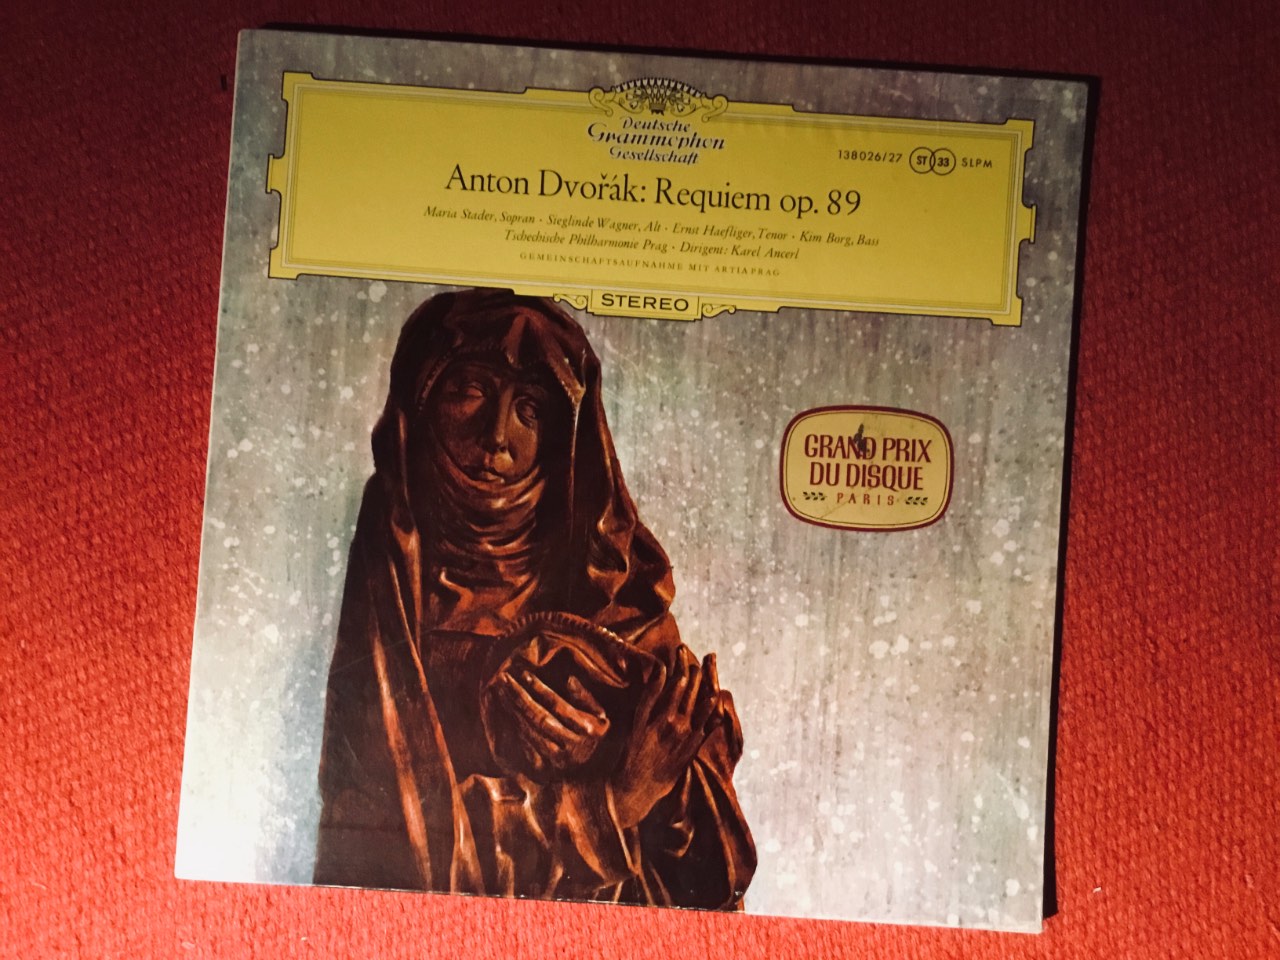 Deutsche
Grammophon
Gesellschaft
138026/27 ST 33 SLPM
Anton Dvořák: Requiem op. 89
Maria Stader, Sopran · Sieglinde Wagner, Alt · Ernst Haefliger, Tenor · Kim Borg, Bass
Tschechische Philharmonie Prag · Dirigent: Karel Ancerl
GEMEINSCHAFTSAUFNAHME MIT ARTIA PRAG
STEREO
GRAND PRIX
DU DISQUE
PARIS